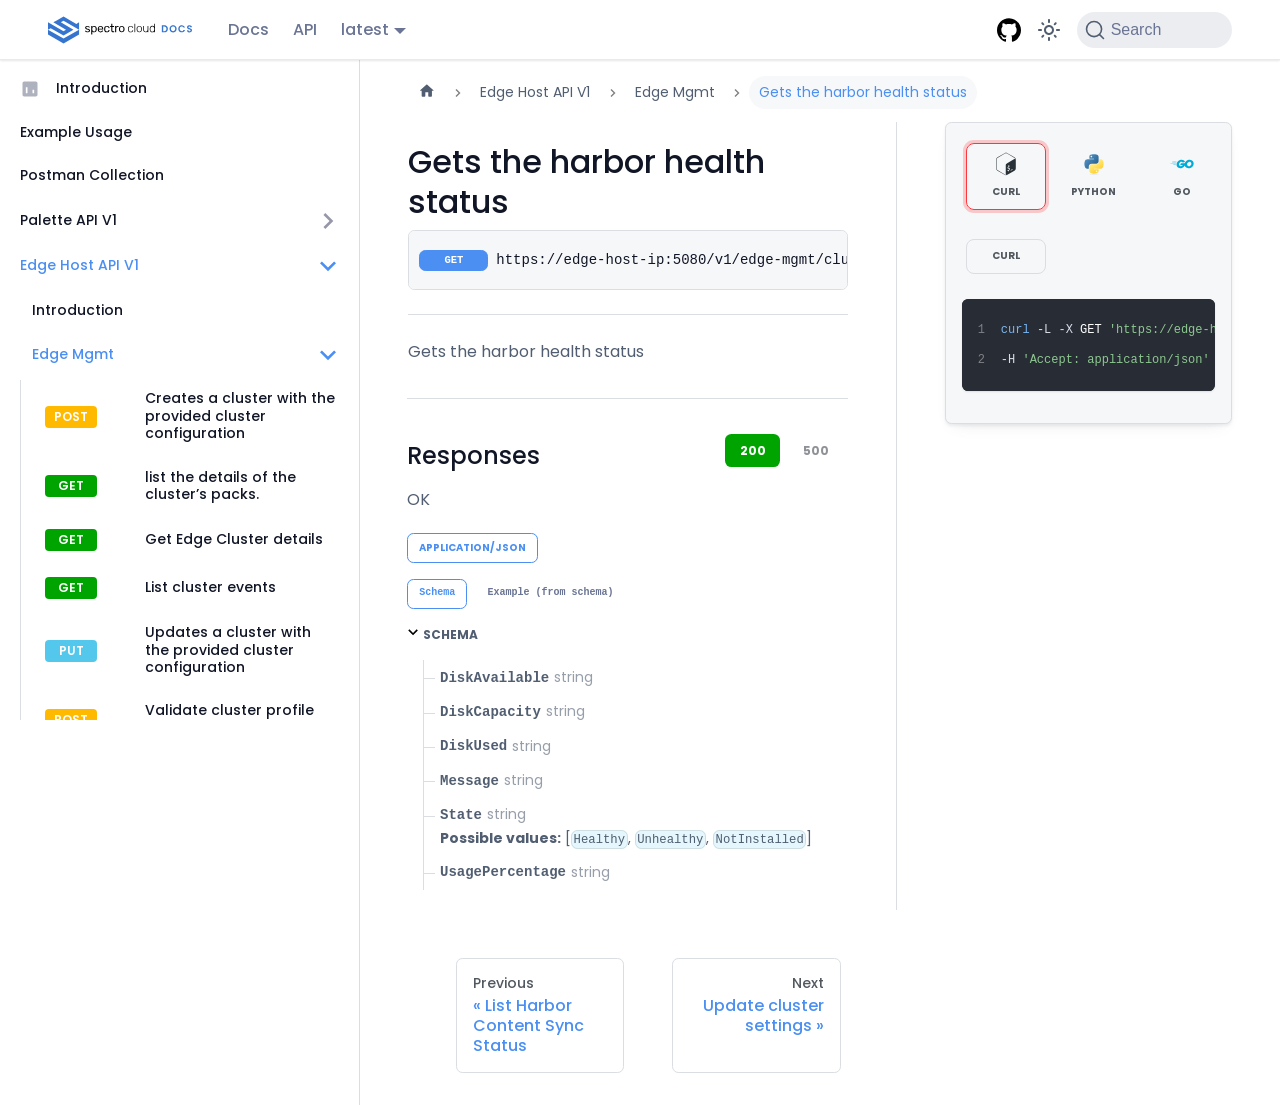 spectro cloud DOCS
Docs
API
latest
Search
Introduction
Example Usage
Postman Collection
Palette API V1
Edge Host API V1
Introduction
Edge Mgmt
POST
Creates a cluster with the
provided cluster
configuration
GET
list the details of the
cluster's packs.
GET
Get Edge Cluster details
GET
List cluster events
PUT
Updates a cluster with
the provided cluster
configuration
POST
Validate cluster profile
Edge Host API V1
Edge Mgmt
Gets the harbor health status
Gets the harbor health
status
GET
https://edge-host-ip:5080/v1/edge-mgmt/clu
Gets the harbor health status
Responses
200
500
OK
APPLICATION/JSON
Schema
Example (from schema)
SCHEMA
DiskAvailable string
DiskCapacity string
DiskUsed string
Message string
State string
Possible values: [Healthy, Unhealthy, NotInstalled]
UsagePercentage string
Previous
« List Harbor
Content Sync
Status
Next
Update cluster
settings »
CURL
PYTHON
GO
CURL
1 curl -L -X GET 'https://edge-h
2 -H 'Accept: application/json'